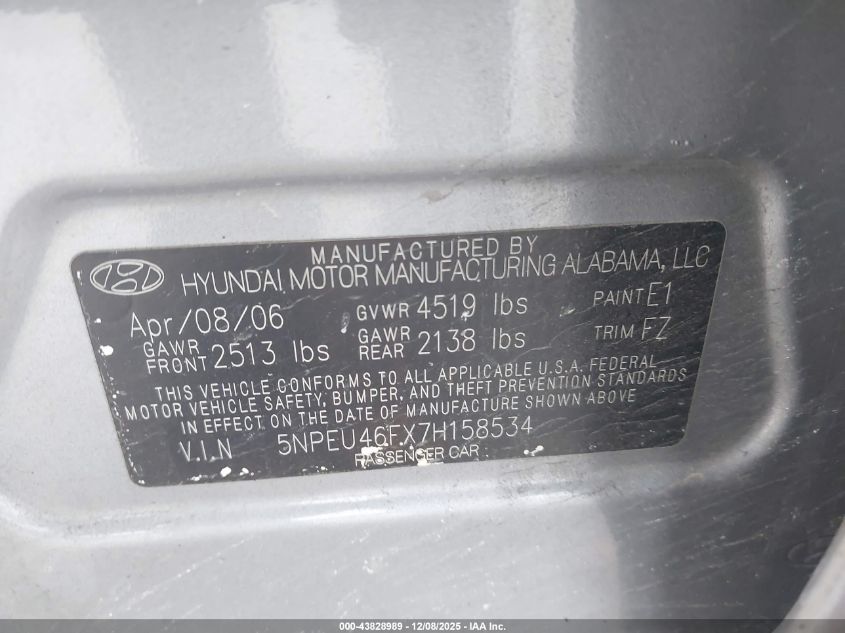 MANUFACTURED BY
HYUNDAI MOTOR MANUFACTURING ALABAMA, LLC
Apr/08/06 GVWR 4519 lbs PAINT E1
GAWR FRONT 2513 lbs GAWR REAR 2138 lbs TRIM FZ
THIS VEHICLE CONFORMS TO ALL APPLICABLE U.S.A. FEDERAL
MOTOR VEHICLE SAFETY, BUMPER, AND THEFT PREVENTION STANDARDS
IN EFFECT ON THE DATE OF MANUFACTURE SHOWN ABOVE
V.I.N 5NPEU46FX7H158534
PASSENGER CAR
000-43828989 - 12/08/2025 - IAA Inc.